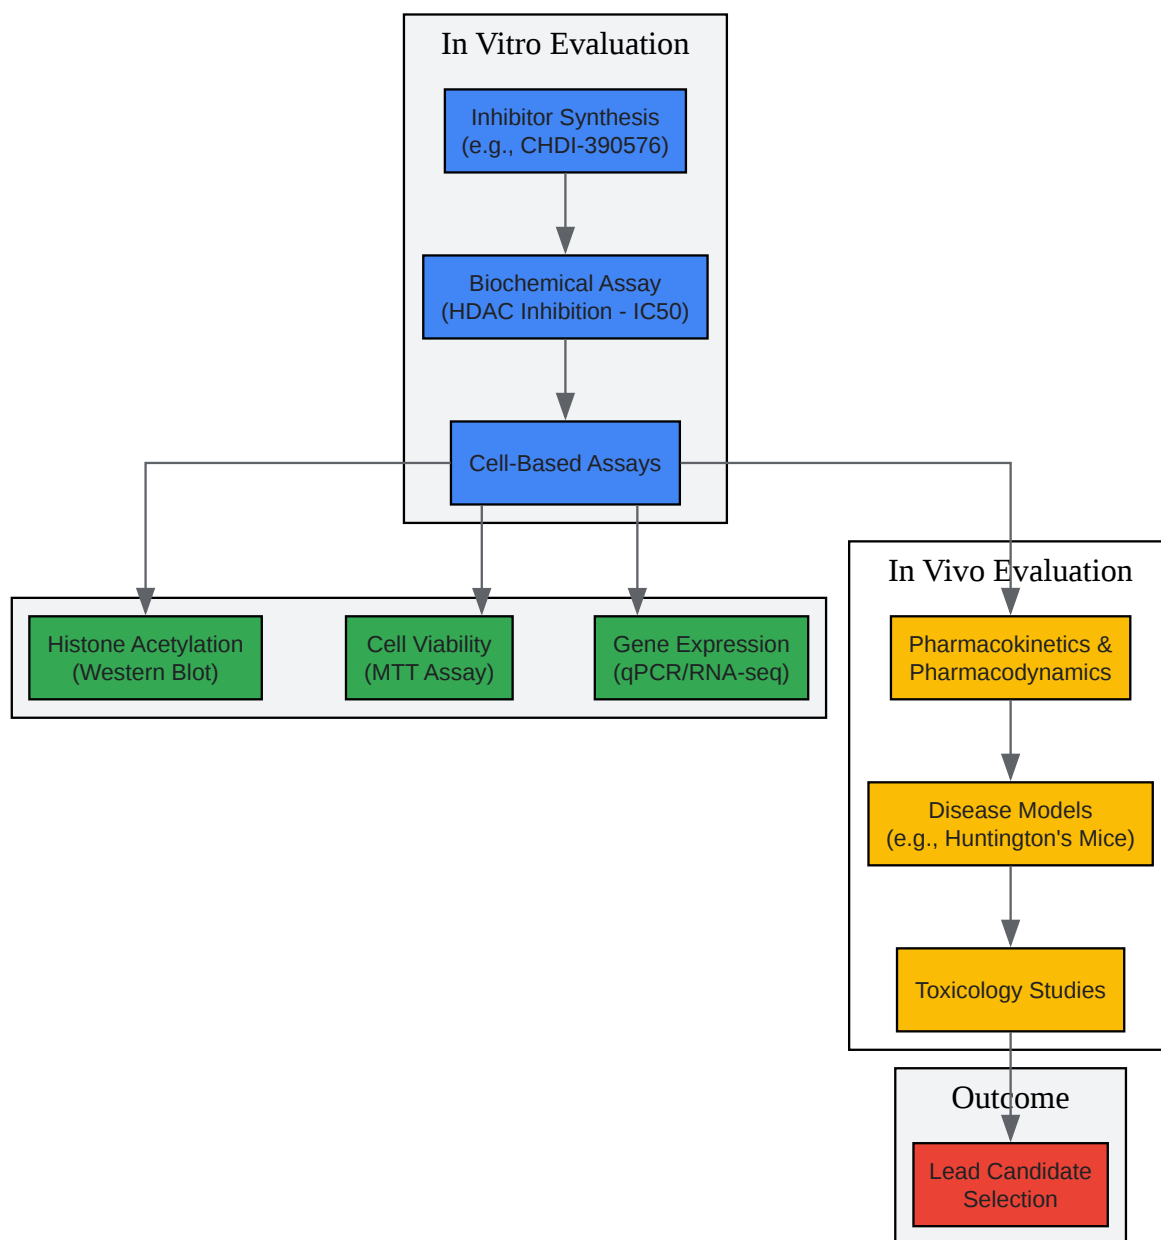 In Vitro Evaluation
Inhibitor Synthesis
(e.g., CHDI-390576)
Biochemical Assay
(HDAC Inhibition - IC50)
Cell-Based Assays
Histone Acetylation
(Western Blot)
Cell Viability
(MTT Assay)
Gene Expression
(qPCR/RNA-seq)
In Vivo Evaluation
Pharmacokinetics &
Pharmacodynamics
Disease Models
(e.g., Huntington's Mice)
Toxicology Studies
Outcome
Lead Candidate
Selection